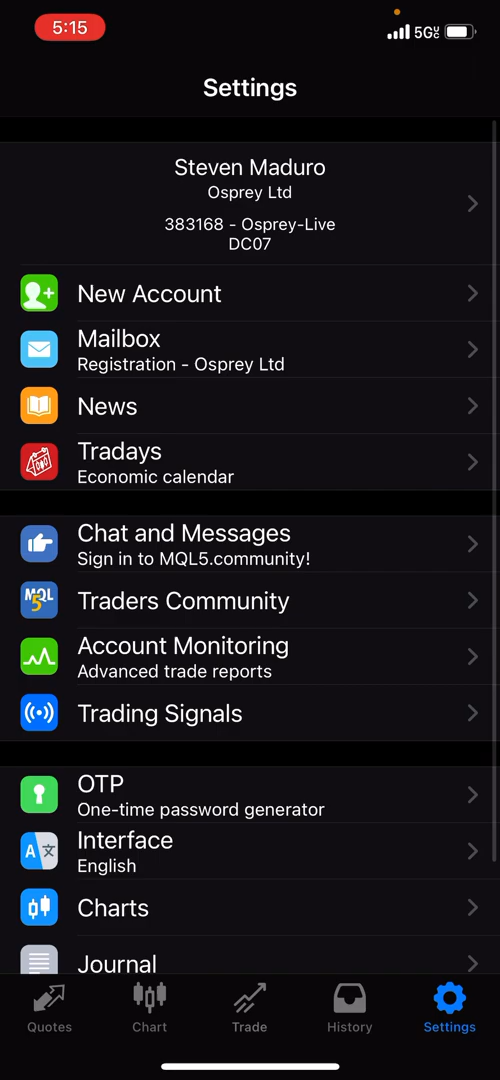 5:15
5G UC
Settings
Steven Maduro
Osprey Ltd
383168 - Osprey-Live
DC07
New Account
Mailbox
Registration - Osprey Ltd
News
Tradays
Economic calendar
Chat and Messages
Sign in to MQL5.community!
MQL
5
Traders Community
Account Monitoring
Advanced trade reports
Trading Signals
OTP
One-time password generator
A 文
Interface
English
Charts
Journal
Quotes
Chart
Trade
History
Settings